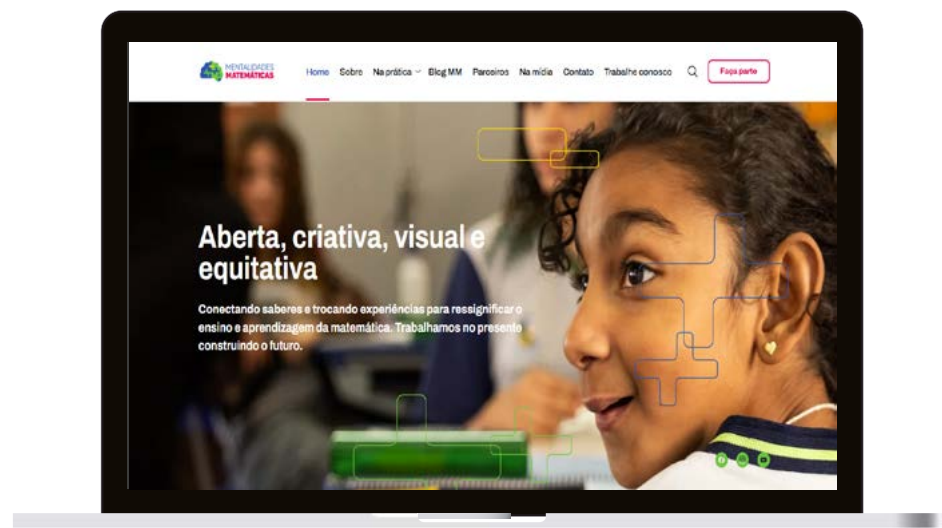 MENTALIDADES
MATEMÁTICAS
Home Sobre Na prática Blog MM Parceiros Na mídia Contato Trabalhe conosco Faça parte
Aberta, criativa, visual e
equitativa
Conectando saberes e trocando experiências para ressignificar o
ensino e aprendizagem da matemática. Trabalhamos no presente
construindo o futuro.